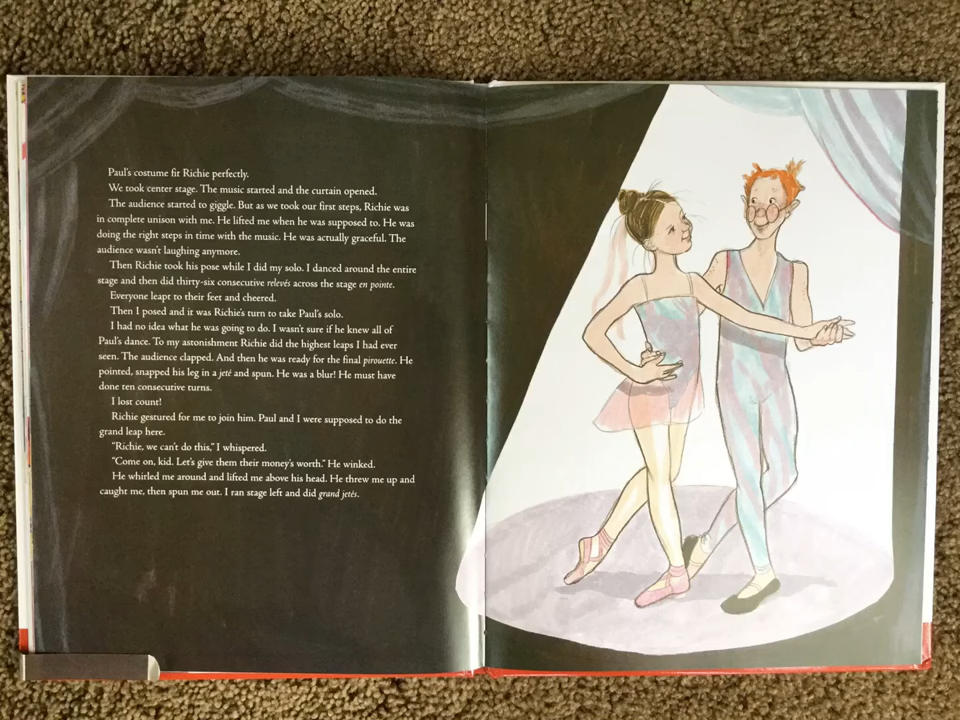 Paul's costume fit Richie perfectly.
We took center stage. The music started and the curtain opened.
The audience started to giggle. But as we took our first steps, Richie was
in complete unison with me. He lifted me when he was supposed to. He was
doing the right steps in time with the music. He was actually graceful. The
audience wasn't laughing anymore.
Then Richie took his pose while I did my solo. I danced around the entire
stage and then did thirty-six consecutive relevés across the stage en pointe.
Everyone leapt to their feet and cheered.
Then I posed and it was Richie's turn to take Paul's solo.
I had no idea what he was going to do. I wasn't sure if he knew all of
Paul's dance. To my astonishment Richie did the highest leaps I had ever
seen. The audience clapped. And then he was ready for the final pirouette. He
pointed, snapped his leg in a jeté and spun. He was a blur! He must have
done ten consecutive turns.
I lost count!
Richie gestured for me to join him. Paul and I were supposed to do the
grand leap here.
"Richie, we can't do this," I whispered.
"Come on, kid. Let's give them their money's worth." He winked.
He whirled me around and lifted me above his head. He threw me up and
caught me, then spun me out. I ran stage left and did grand jetés.